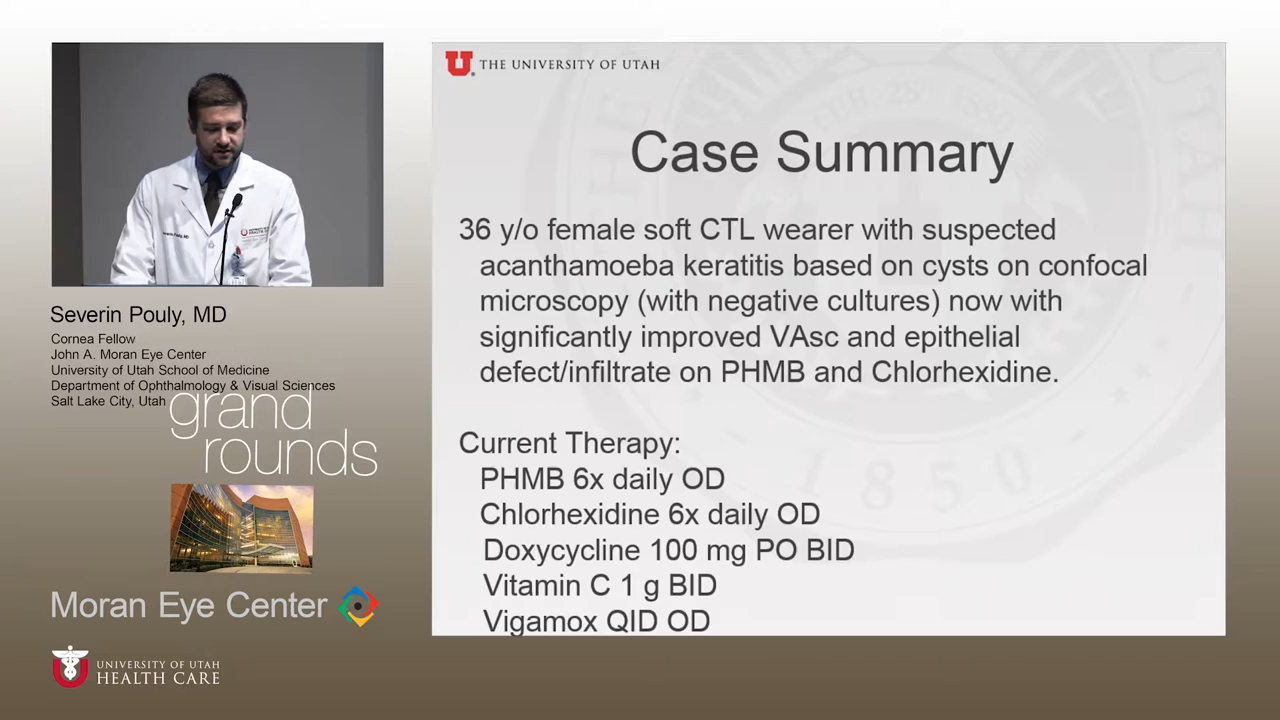 THE UNIVERSITY OF UTAH
Case Summary
36 y/o female soft CTL wearer with suspected
acanthamoeba keratitis based on cysts on confocal
microscopy (with negative cultures) now with
significantly improved VAsc and epithelial
defect/infiltrate on PHMB and Chlorhexidine.
Current Therapy:
PHMB 6x daily OD
Chlorhexidine 6x daily OD
Doxycycline 100 mg PO BID
Vitamin C 1 g BID
Vigamox QID OD
1850
Severin Pouly, MD
Cornea Fellow
John A. Moran Eye Center
University of Utah School of Medicine
Department of Ophthalmology & Visual Sciences
Salt Lake City, Utah
grand
rounds
Moran Eye Center
UNIVERSITY OF UTAH
HEALTH CARE